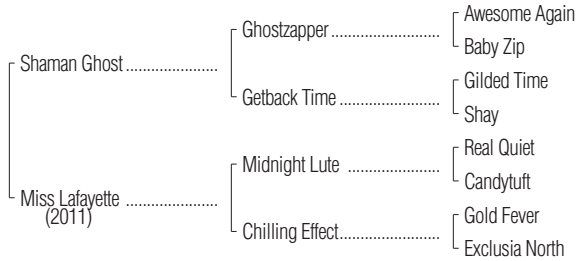 Awesome Again
Ghostzapper
Baby Zip
Shaman Ghost
Gilded Time
Getback Time
Shay
Real Quiet
Midnight Lute
Candytuft
Miss Lafayette
(2011)
Gold Fever
Chilling Effect
Exclusia North